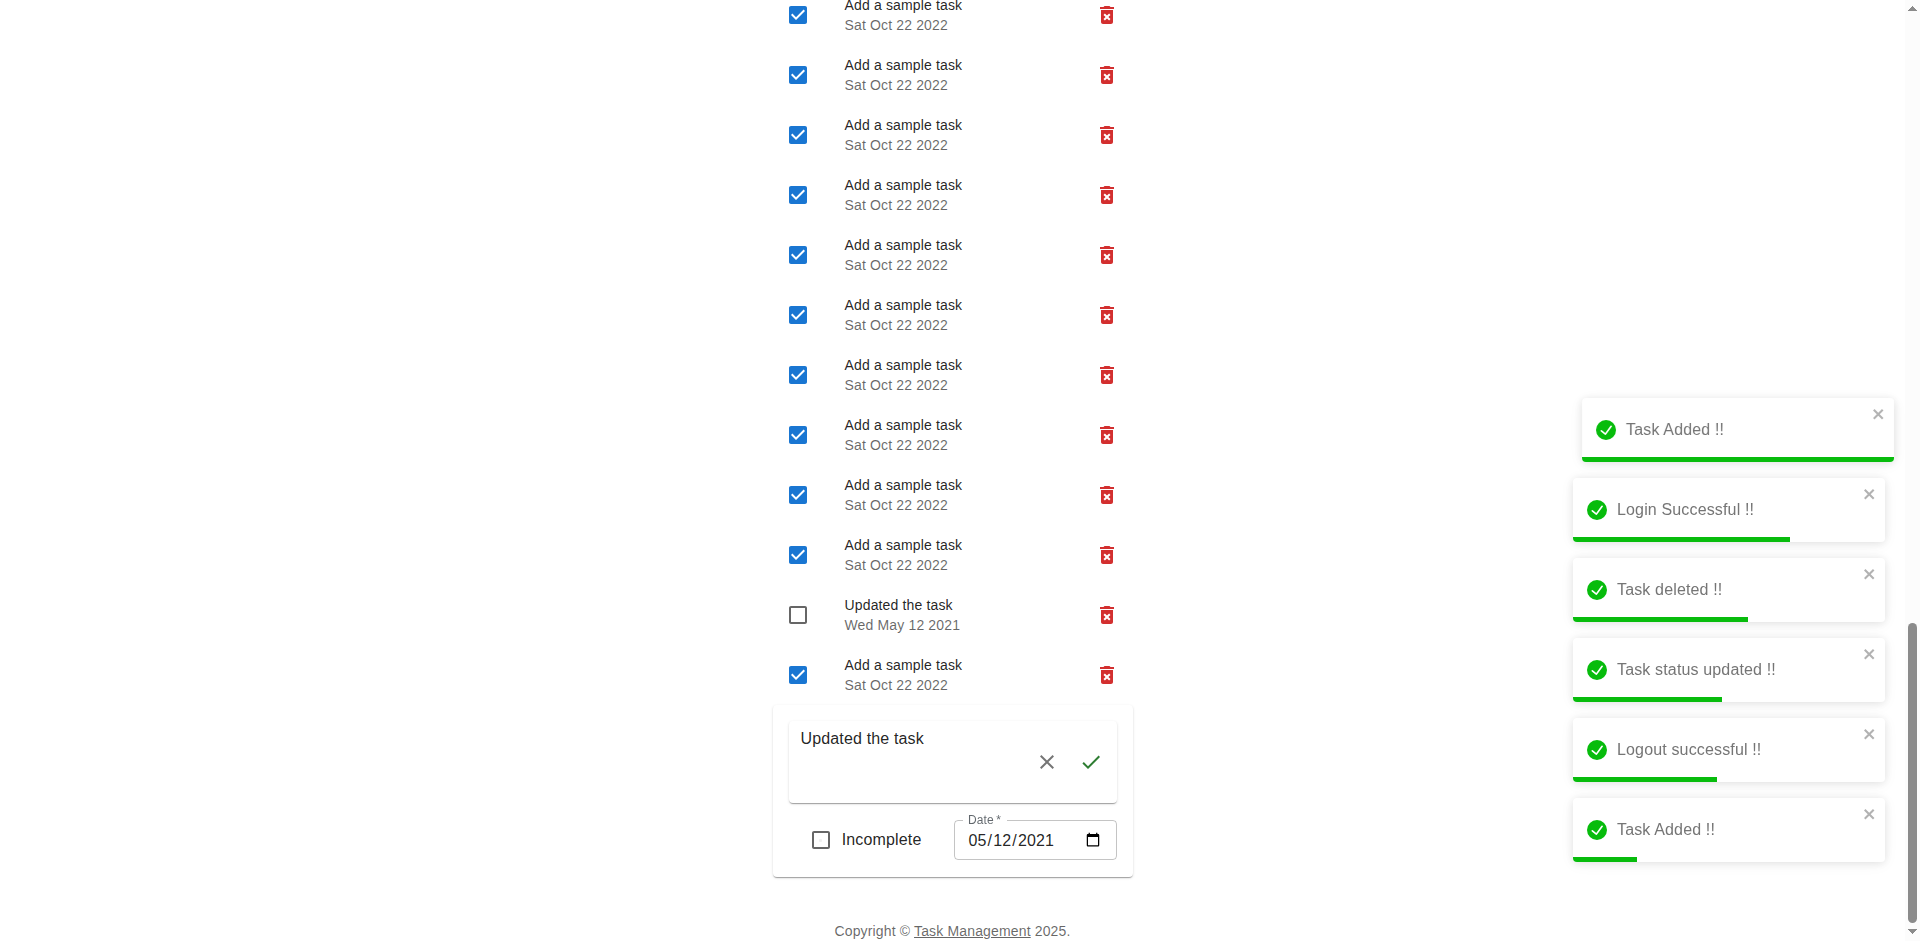 Add a sample task
Sat Oct 22 2022
Add a sample task
Sat Oct 22 2022
Add a sample task
Sat Oct 22 2022
Add a sample task
Sat Oct 22 2022
Add a sample task
Sat Oct 22 2022
Add a sample task
Sat Oct 22 2022
Add a sample task
Sat Oct 22 2022
Add a sample task
Sat Oct 22 2022
Add a sample task
Sat Oct 22 2022
Add a sample task
Sat Oct 22 2022
Updated the task
Wed May 12 2021
Add a sample task
Sat Oct 22 2022
Updated the task
Incomplete
Date *
05/12/2021
Copyright © Task Management 2025.
Task Added !!
Login Successful !!
Task deleted !!
Task status updated !!
Logout successful !!
Task Added !!